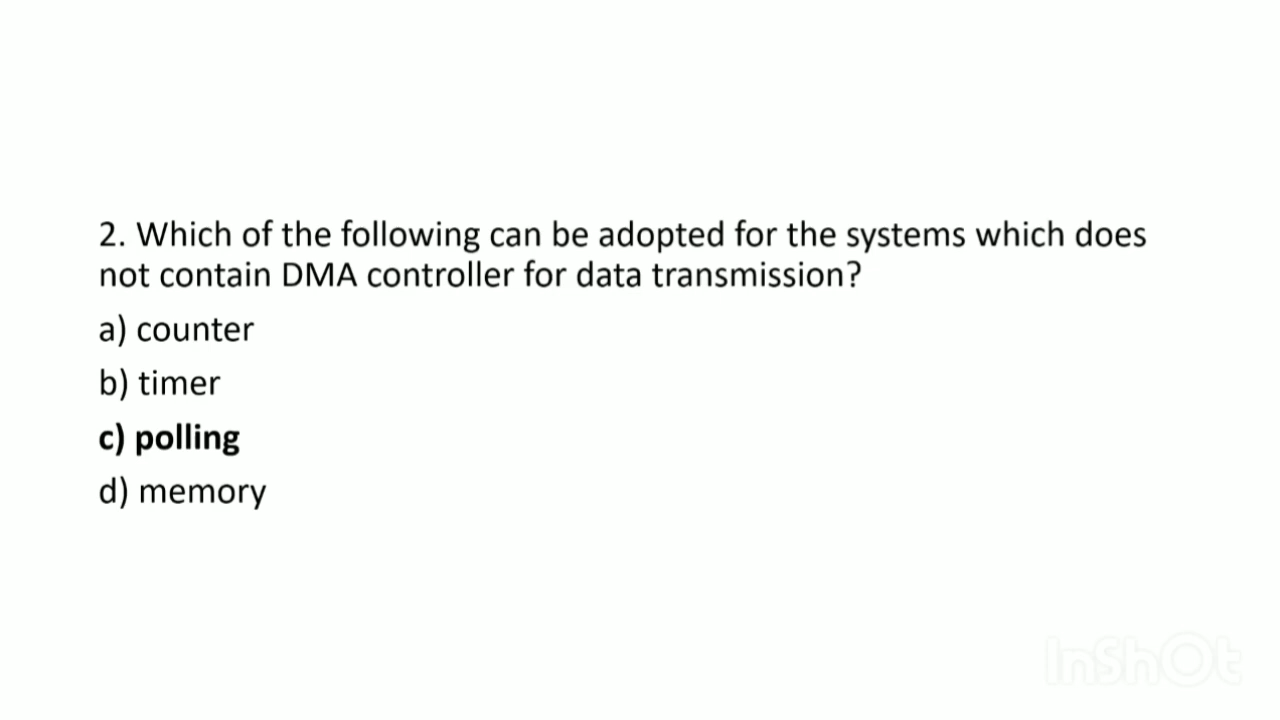 2. Which of the following can be adopted for the systems which does
not contain DMA controller for data transmission?
a) counter
b) timer
c) polling
d) memory
InShOt